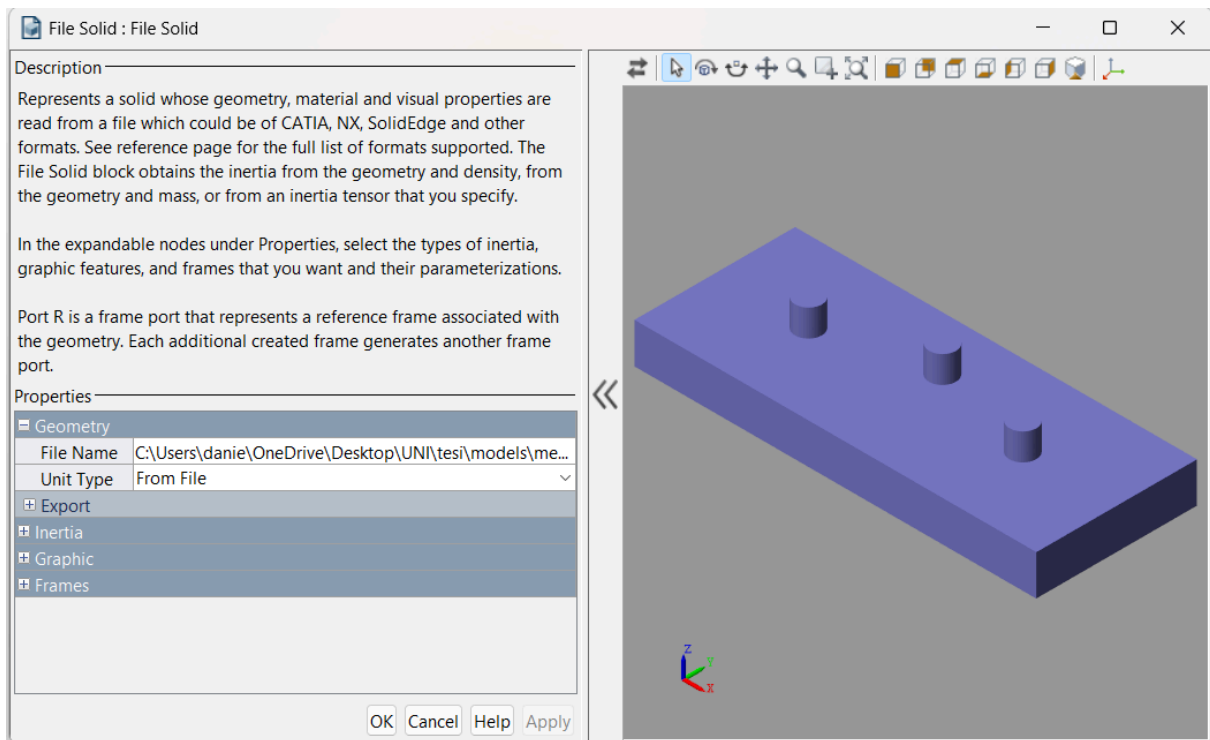 File Solid : File Solid
Description
Represents a solid whose geometry, material and visual properties are
read from a file which could be of CATIA, NX, SolidEdge and other
formats. See reference page for the full list of formats supported. The
File Solid block obtains the inertia from the geometry and density, from
the geometry and mass, or from an inertia tensor that you specify.
In the expandable nodes under Properties, select the types of inertia,
graphic features, and frames that you want and their parameterizations.
Port R is a frame port that represents a reference frame associated with
the geometry. Each additional created frame generates another frame
port.
Properties
Geometry
File Name C:\Users\danie\OneDrive\Desktop\UNI\tesi\models\me...
Unit Type From File
Export
Inertia
Graphic
Frames
OK Cancel Help Apply
Z
Y
X